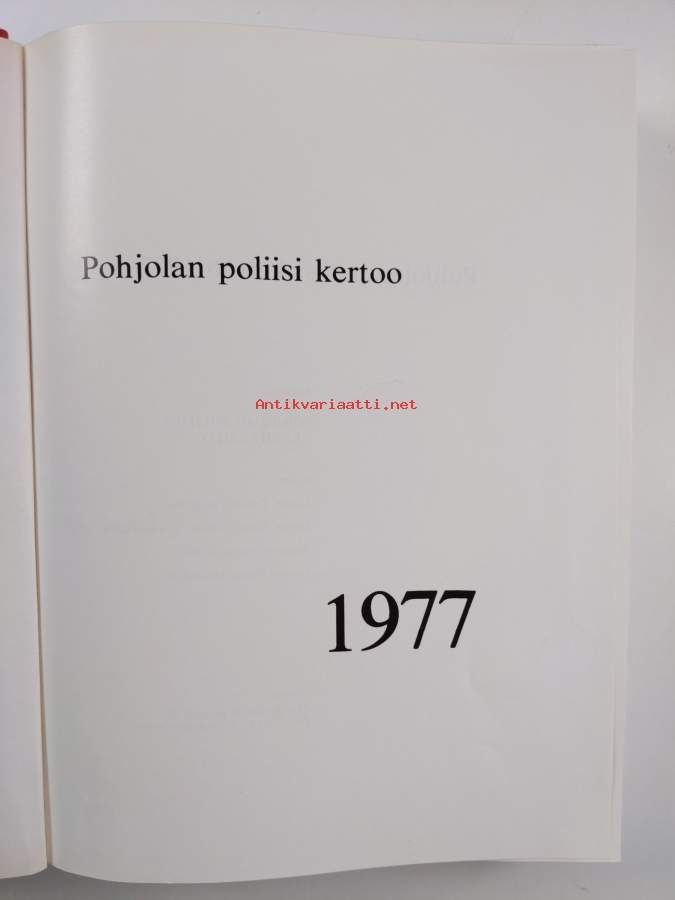 Pohjolan poliisi kertoo
Antikvariaatti.net
1977